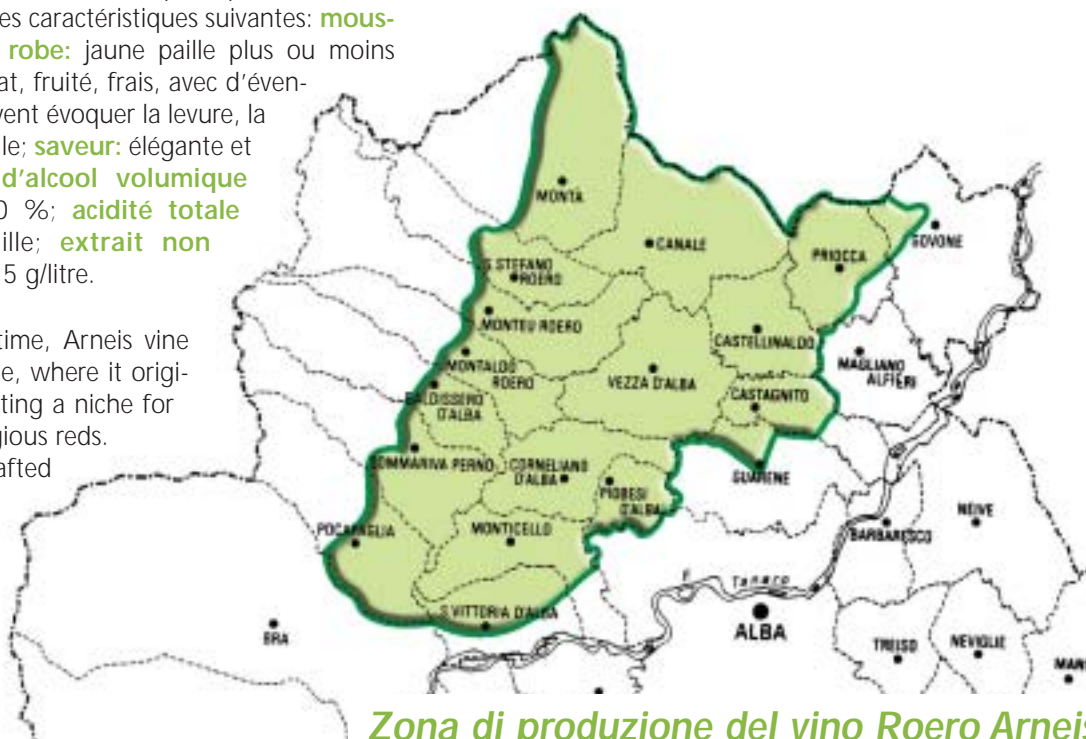 es caractéristiques suivantes: mous-
robe: jaune paille plus ou moins
at, fruité, frais, avec d'éven-
vent évoquer la levure, la
le; saveur: élégante et
d'alcool volumique
0 %; acidité totale
ille; extrait non
5 g/litre.
time, Arneis vine
e, where it origi-
ting a niche for
gious reds.
afted
MONTÀ
CANALE
GOVONE
PRIOCCA
S. STEFANO
ROERO
MONTEU ROERO
CASTELLINALDO
MONTALDO
ROERO
MAGLIANO
ALFIERI
VEZZA D'ALBA
BALDISSERO
D'ALBA
CASTAGNITO
SOMMARIVA PERNO
CORNELIANO
D'ALBA
GUARENE
PIOBESI
D'ALBA
NEIVE
POCAPAGLIA
MONTICELLO
BARBARESCO
F. Tanaro
S. VITTORIA D'ALBA
ALBA
BRA
TREISO
NEVIGLIE
MAN
Zona di produzione del vino Roero Arneis